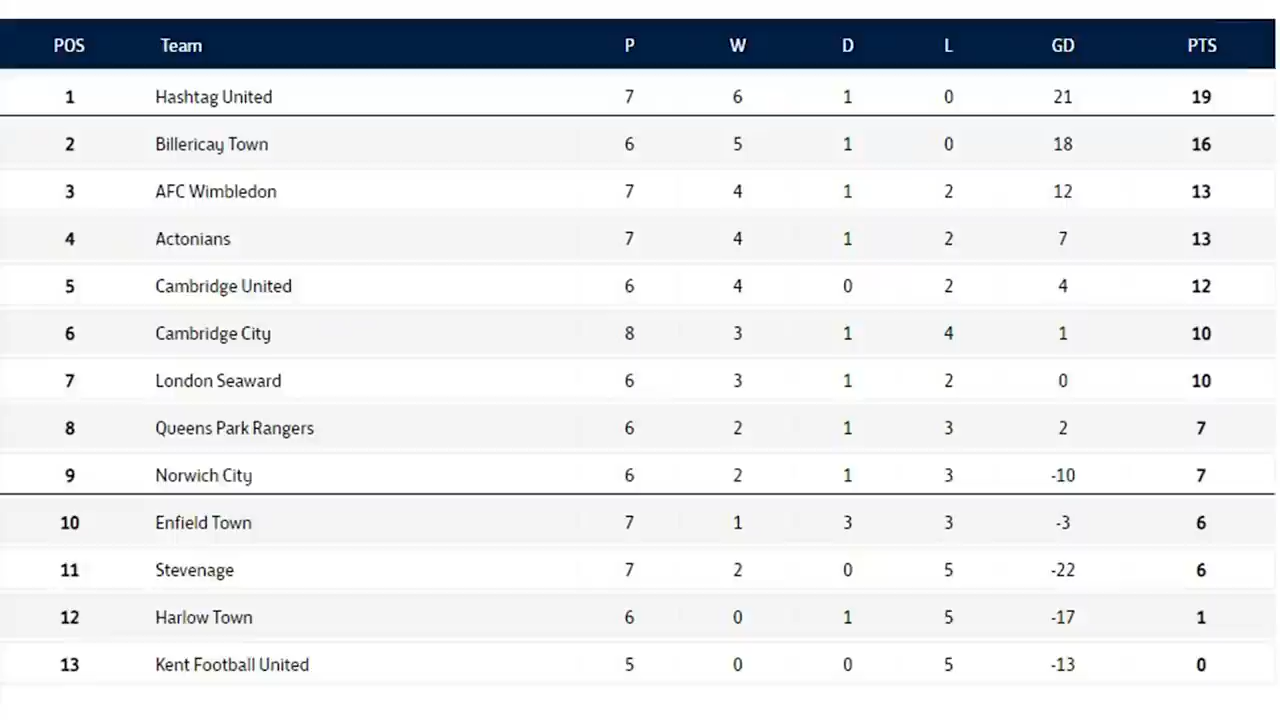 POS Team P W D L GD PTS
1 Hashtag United 7 6 1 0 21 19
2 Billericay Town 6 5 1 0 18 16
3 AFC Wimbledon 7 4 1 2 12 13
4 Actonians 7 4 1 2 7 13
5 Cambridge United 6 4 0 2 4 12
6 Cambridge City 8 3 1 4 1 10
7 London Seaward 6 3 1 2 0 10
8 Queens Park Rangers 6 2 1 3 2 7
9 Norwich City 6 2 1 3 -10 7
10 Enfield Town 7 1 3 3 -3 6
11 Stevenage 7 2 0 5 -22 6
12 Harlow Town 6 0 1 5 -17 1
13 Kent Football United 5 0 0 5 -13 0